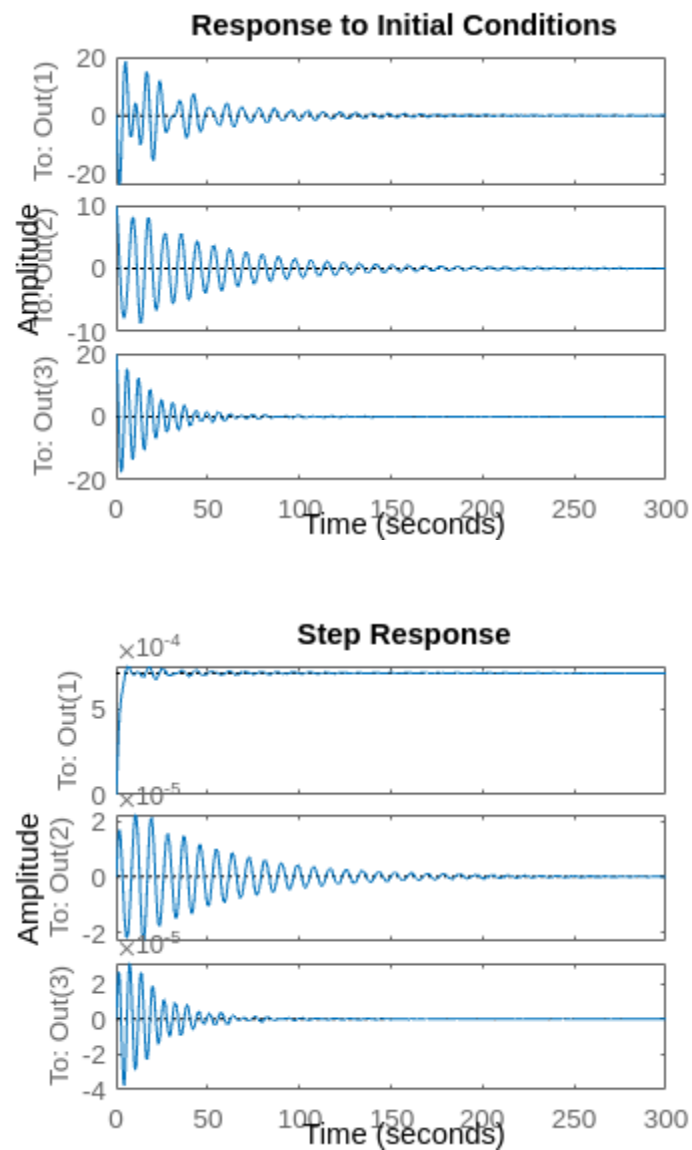 Response to Initial Conditions
To: Out(1)
20
0
-20
Amplitude
To: Out(2)
10
0
-10
To: Out(3)
20
0
-20
0 50 100 150 200 250 300
Time (seconds)
Step Response
×10⁻⁴
To: Out(1)
5
0
×10⁻⁵
Amplitude
To: Out(2)
2
0
-2
×10⁻⁵
To: Out(3)
2
0
-2
-4
0 50 100 150 200 250 300
Time (seconds)